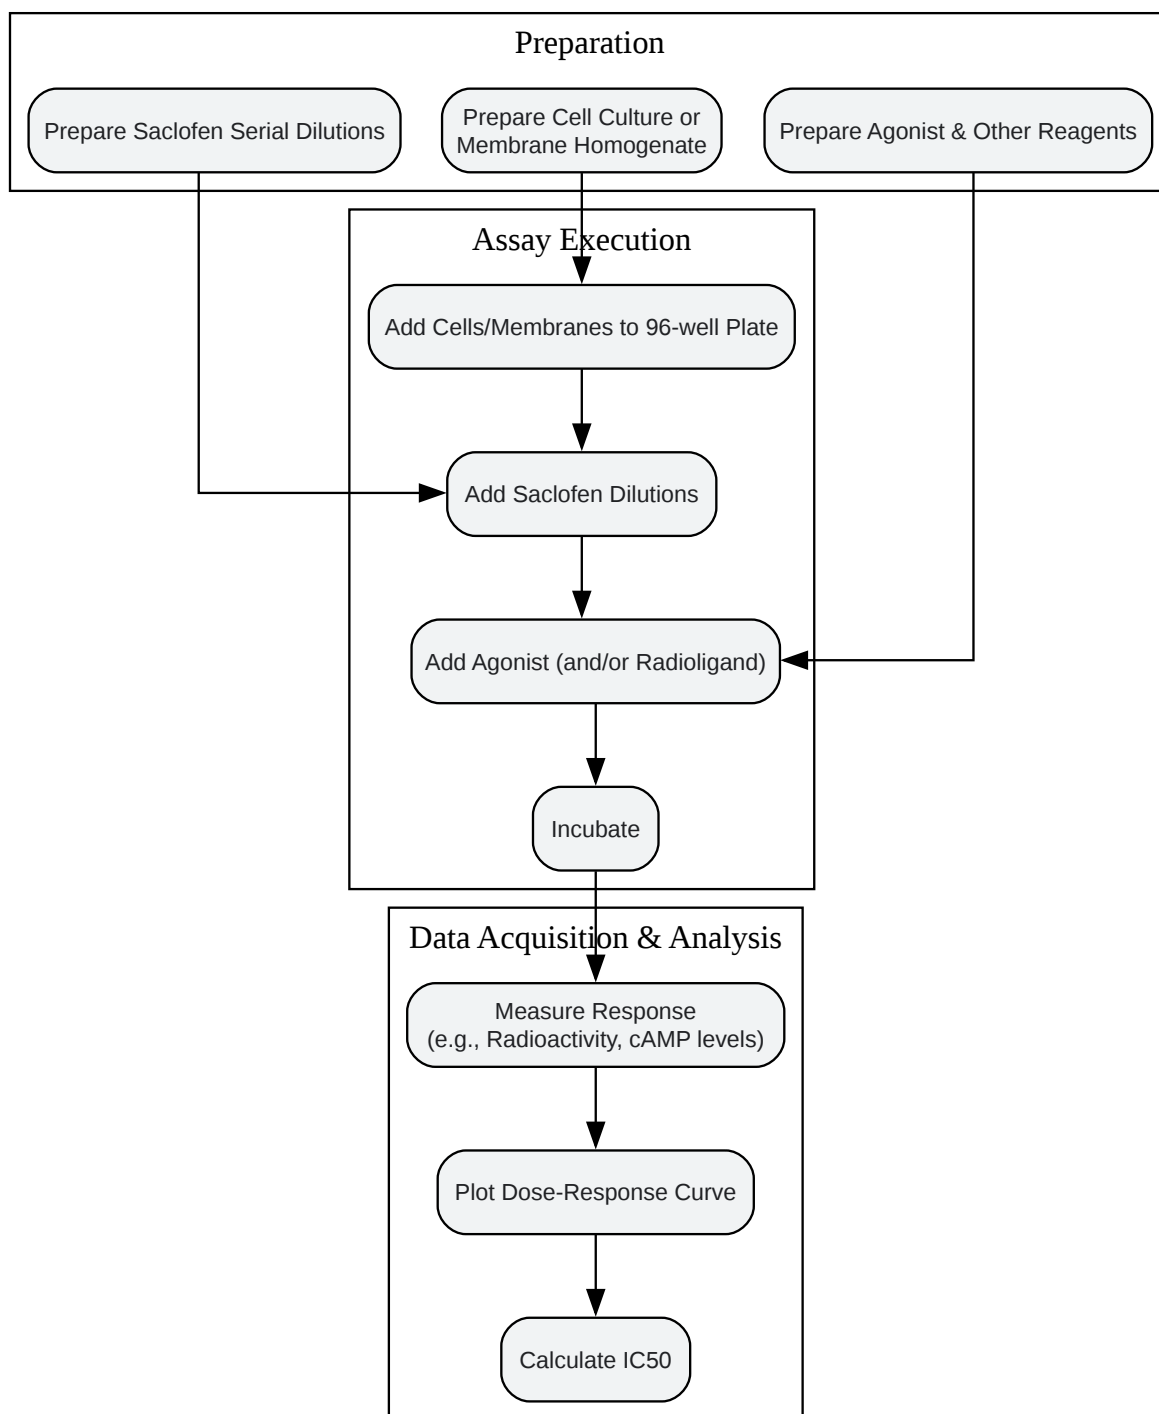 Preparation
Prepare Saclofen Serial Dilutions
Prepare Cell Culture or
Membrane Homogenate
Prepare Agonist & Other Reagents
Assay Execution
Add Cells/Membranes to 96-well Plate
Add Saclofen Dilutions
Add Agonist (and/or Radioligand)
Incubate
Data Acquisition & Analysis
Measure Response
(e.g., Radioactivity, cAMP levels)
Plot Dose-Response Curve
Calculate IC50